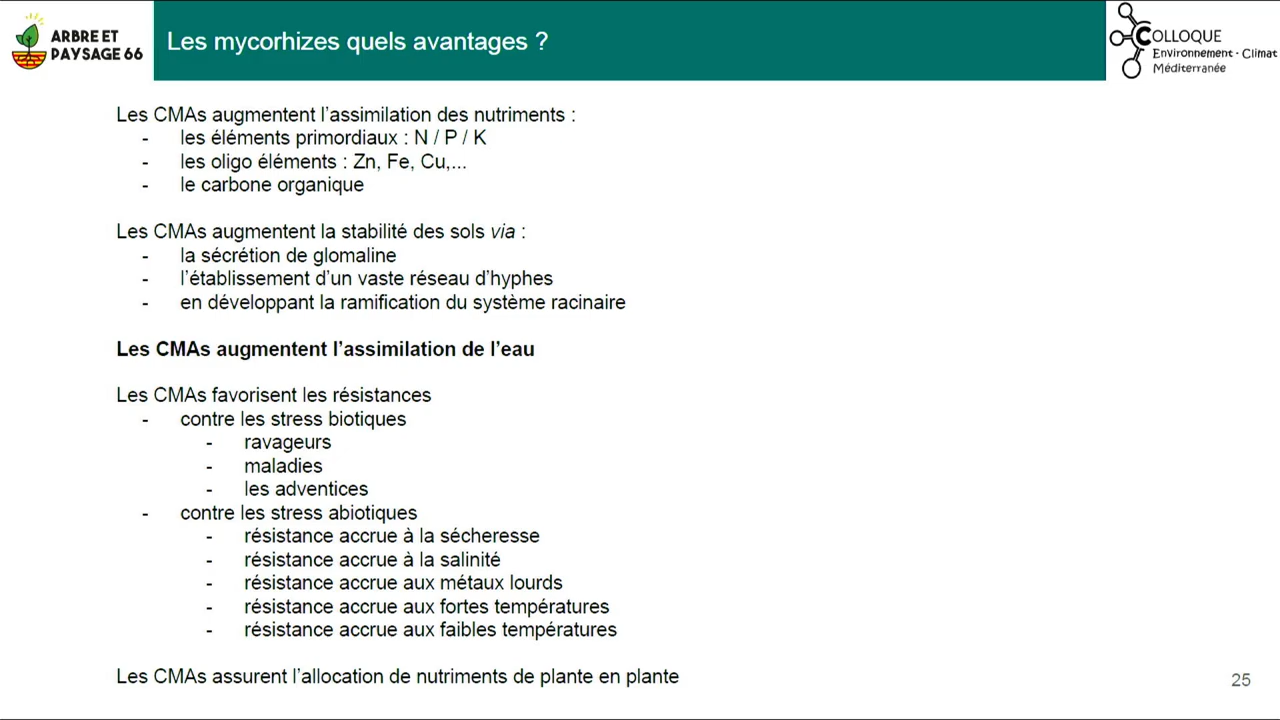 ARBRE ET
PAYSAGE 66
Les mycorhizes quels avantages ?
COLLOQUE
Environnement - Climat
Méditerranée
Les CMAs augmentent l'assimilation des nutriments :
- les éléments primordiaux : N / P / K
- les oligo éléments : Zn, Fe, Cu,...
- le carbone organique
Les CMAs augmentent la stabilité des sols via :
- la sécrétion de glomaline
- l'établissement d'un vaste réseau d'hyphes
- en développant la ramification du système racinaire
Les CMAs augmentent l'assimilation de l'eau
Les CMAs favorisent les résistances
- contre les stress biotiques
- ravageurs
- maladies
- les adventices
- contre les stress abiotiques
- résistance accrue à la sécheresse
- résistance accrue à la salinité
- résistance accrue aux métaux lourds
- résistance accrue aux fortes températures
- résistance accrue aux faibles températures
Les CMAs assurent l'allocation de nutriments de plante en plante
25